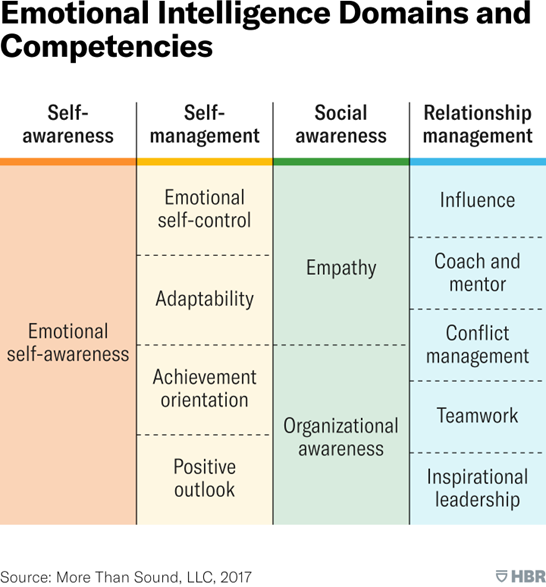 Emotional Intelligence Domains and
Competencies
Self-
awareness
Self-
management
Social
awareness
Relationship
management
Emotional
self-awareness
Emotional
self-control
Adaptability
Achievement
orientation
Positive
outlook
Empathy
Organizational
awareness
Influence
Coach and
mentor
Conflict
management
Teamwork
Inspirational
leadership
Source: More Than Sound, LLC, 2017
HBR